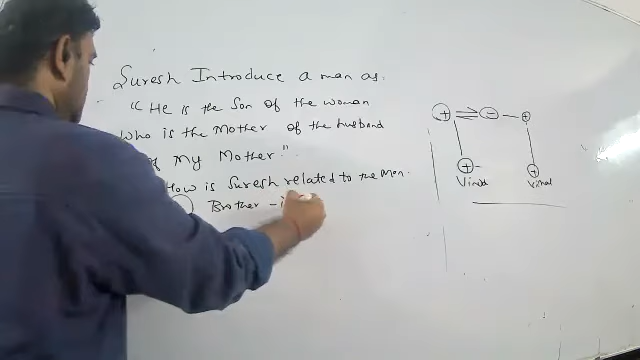 Suresh Introduce a man as.
"He is the Son of the woman
Who is the Mother of the husband
of My Mother".
How is Suresh related to the Man.
Brother - i
+ ⇌ - — +
+ -
+
Vinod
Vimal